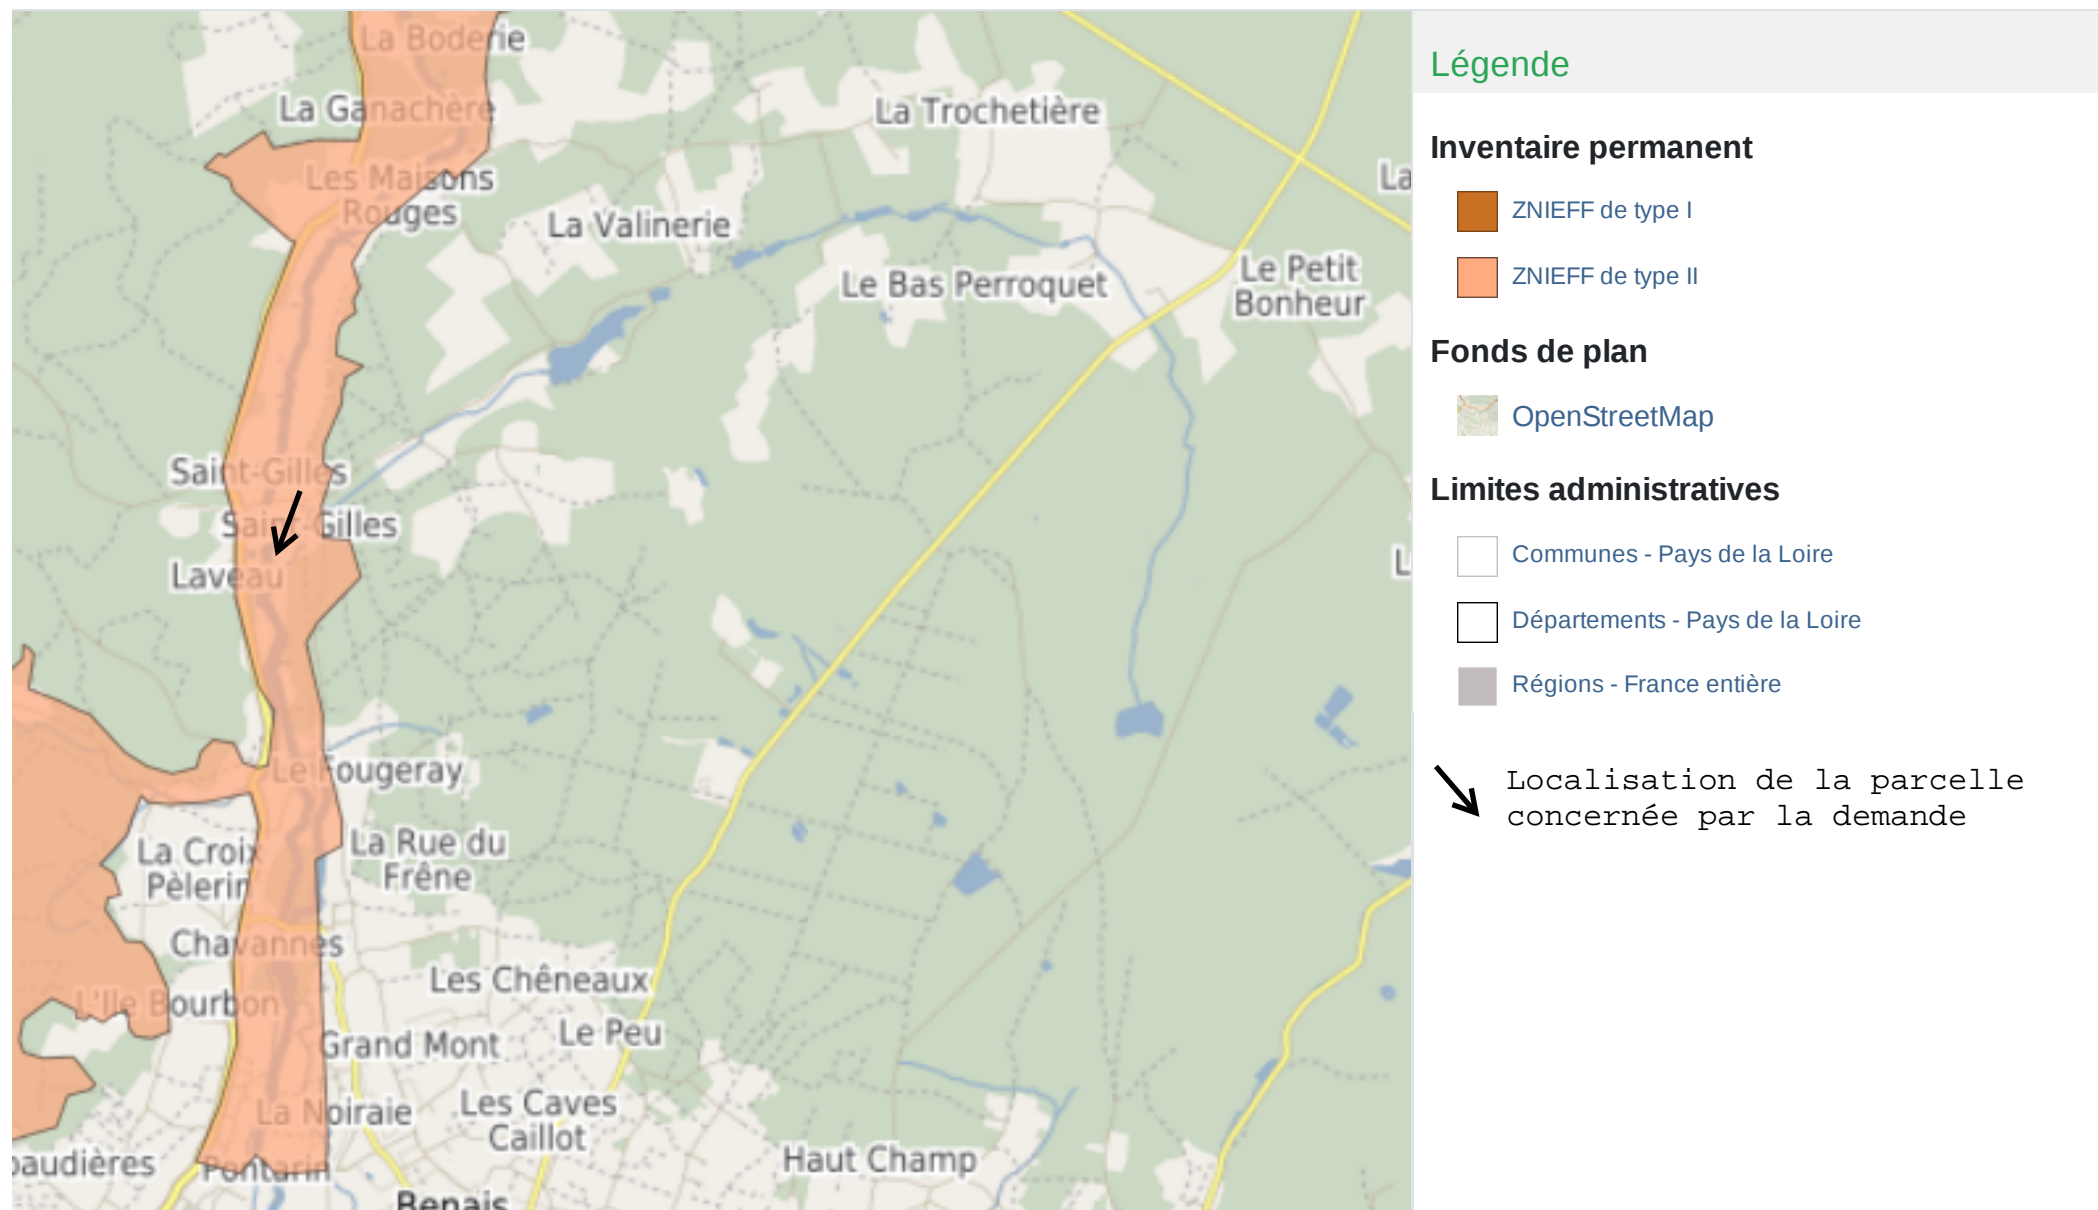 La Boderie
La Ganachère
La Trochetière
Les Maisons
Rouges
La
La Valinerie
Le Bas Perroquet
Le Petit
Bonheur
Saint-Gilles
Saint-Gilles
Laveau
L
Le Fougeray
La Croix
Pèlerin
La Rue du
Frêne
Chavannes
Les Chêneaux
L'Ile Bourbon
Le Peu
Grand Mont
La Noiraie
Les Caves
Caillot
audières
Pontarin
Haut Champ
Benais
Légende
Inventaire permanent
ZNIEFF de type I
ZNIEFF de type II
Fonds de plan
OpenStreetMap
Limites administratives
Communes - Pays de la Loire
Départements - Pays de la Loire
Régions - France entière
Localisation de la parcelle
concernée par la demande